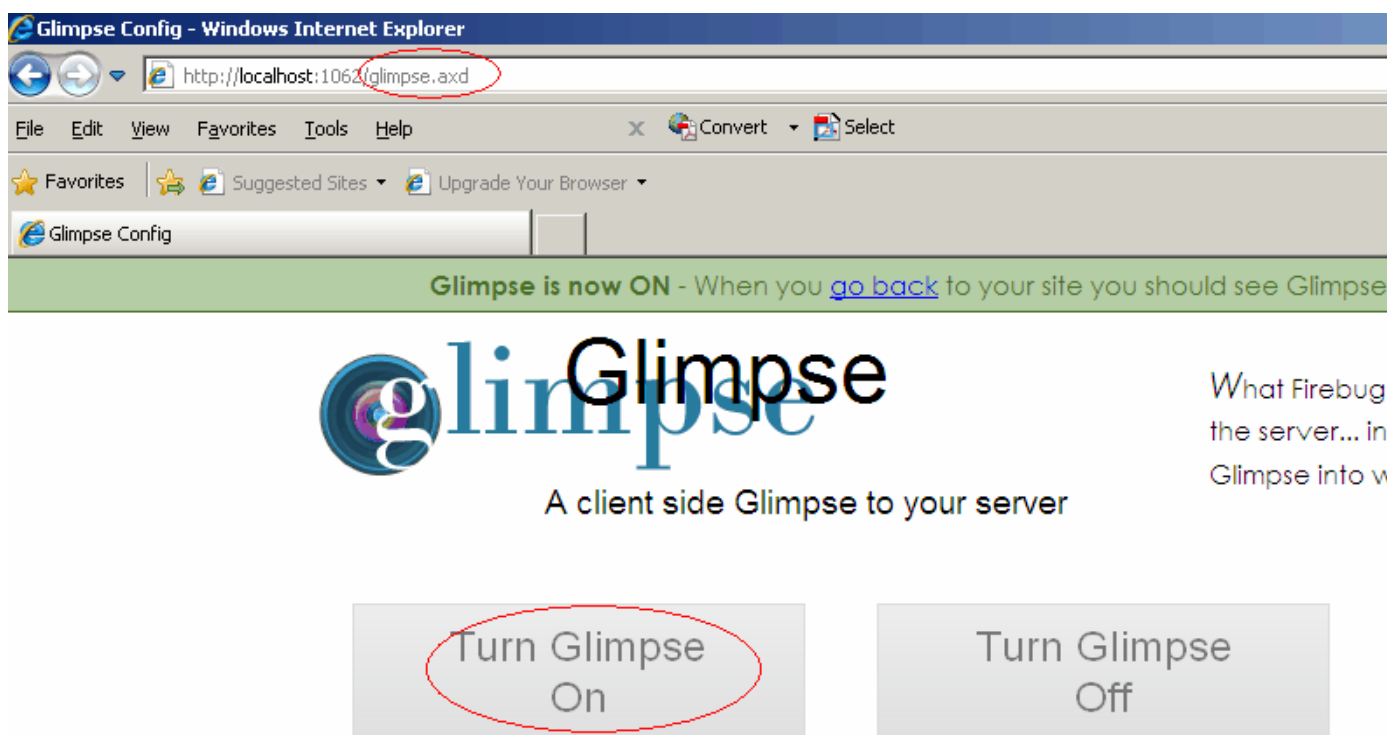 Glimpse Config - Windows Internet Explorer
http://localhost:1062/glimpse.axd
File Edit View Favorites Tools Help x Convert Select
Favorites Suggested Sites Upgrade Your Browser
Glimpse Config
Glimpse is now ON - When you go back to your site you should see Glimpse
glimpse
Glimpse
What Firebug
the server... in
Glimpse into w
A client side Glimpse to your server
Turn Glimpse
On
Turn Glimpse
Off